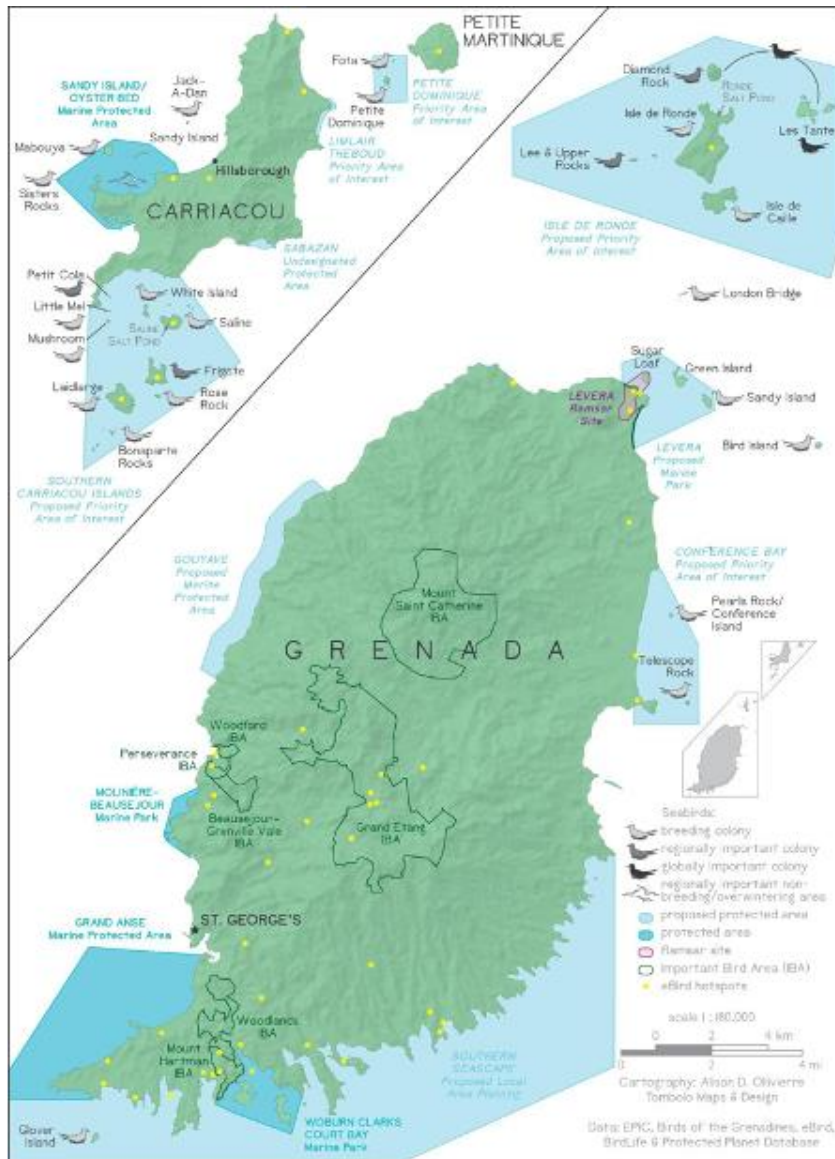 PETITE
MARTINIQUE
Fota
Petite
Dominique
PETITE
DOMINIQUE
Priority Area
of Interest
SANDY ISLAND/
OYSTER BED
Marine Protected
Area
Jack-
A-Dan
Sandy Island
Mabouya
Hillsborough
Sisters
Rocks
CARRIACOU
LIMLAIR
THEBOUD
Priority Area
of Interest
SABAZAN
Undesignated
Protected
Area
Petit Cola
White Island
Little Mel
Mushroom
SALINE
SALT POND
Saline
Frigate
Laidlarge
Rose
Rock
Bonaparte
Rocks
SOUTHERN
CARRIACOU ISLANDS
Proposed Priority
Area of Interest
Diamond
Rock
RONDE
SALT POND
Isle de Ronde
Les Tantes
Lee & Upper
Rocks
Isle de
Caille
ISLE DE RONDE
Proposed Priority
Area of Interest
London Bridge
Sugar
Loaf
Green Island
LEVERA
Ramsar
Site
Sandy Island
Bird Island
LEVERA
Proposed
Marine
Park
GOUYAVE
Proposed
Marine
Protected
Area
CONFERENCE BAY
Proposed Priority
Area of Interest
Mount
Saint Catherine
IBA
Pearls Rock/
Conference
Island
GRENADA
Telescope
Rock
Woodford
IBA
Perseverance
IBA
MOLINIÈRE-
BEAUSEJOUR
Marine Park
Beausejour-
Grenville Vale
IBA
Grand Etang
IBA
ST. GEORGE'S
GRAND ANSE
Marine Protected Area
Woodlands
IBA
Mount
Hartman
IBA
SOUTHERN
SEASCAPE
Proposed Local
Area Planning
WOBURN CLARKS
COURT BAY
Marine Park
Glover
Island
Seabirds:
breeding colony
regionally important colony
globally important colony
regionally important non-
breeding/overwintering area
proposed protected area
protected area
Ramsar site
Important Bird Area (IBA)
eBird hotspots
scale 1 : 180,000
0 2 4 km
0 2 4 mi
Cartography: Alison D. Ollivierre
Tombolo Maps & Design
Data: EPIC, Birds of the Grenadines, eBird,
BirdLife & Protected Planet Database